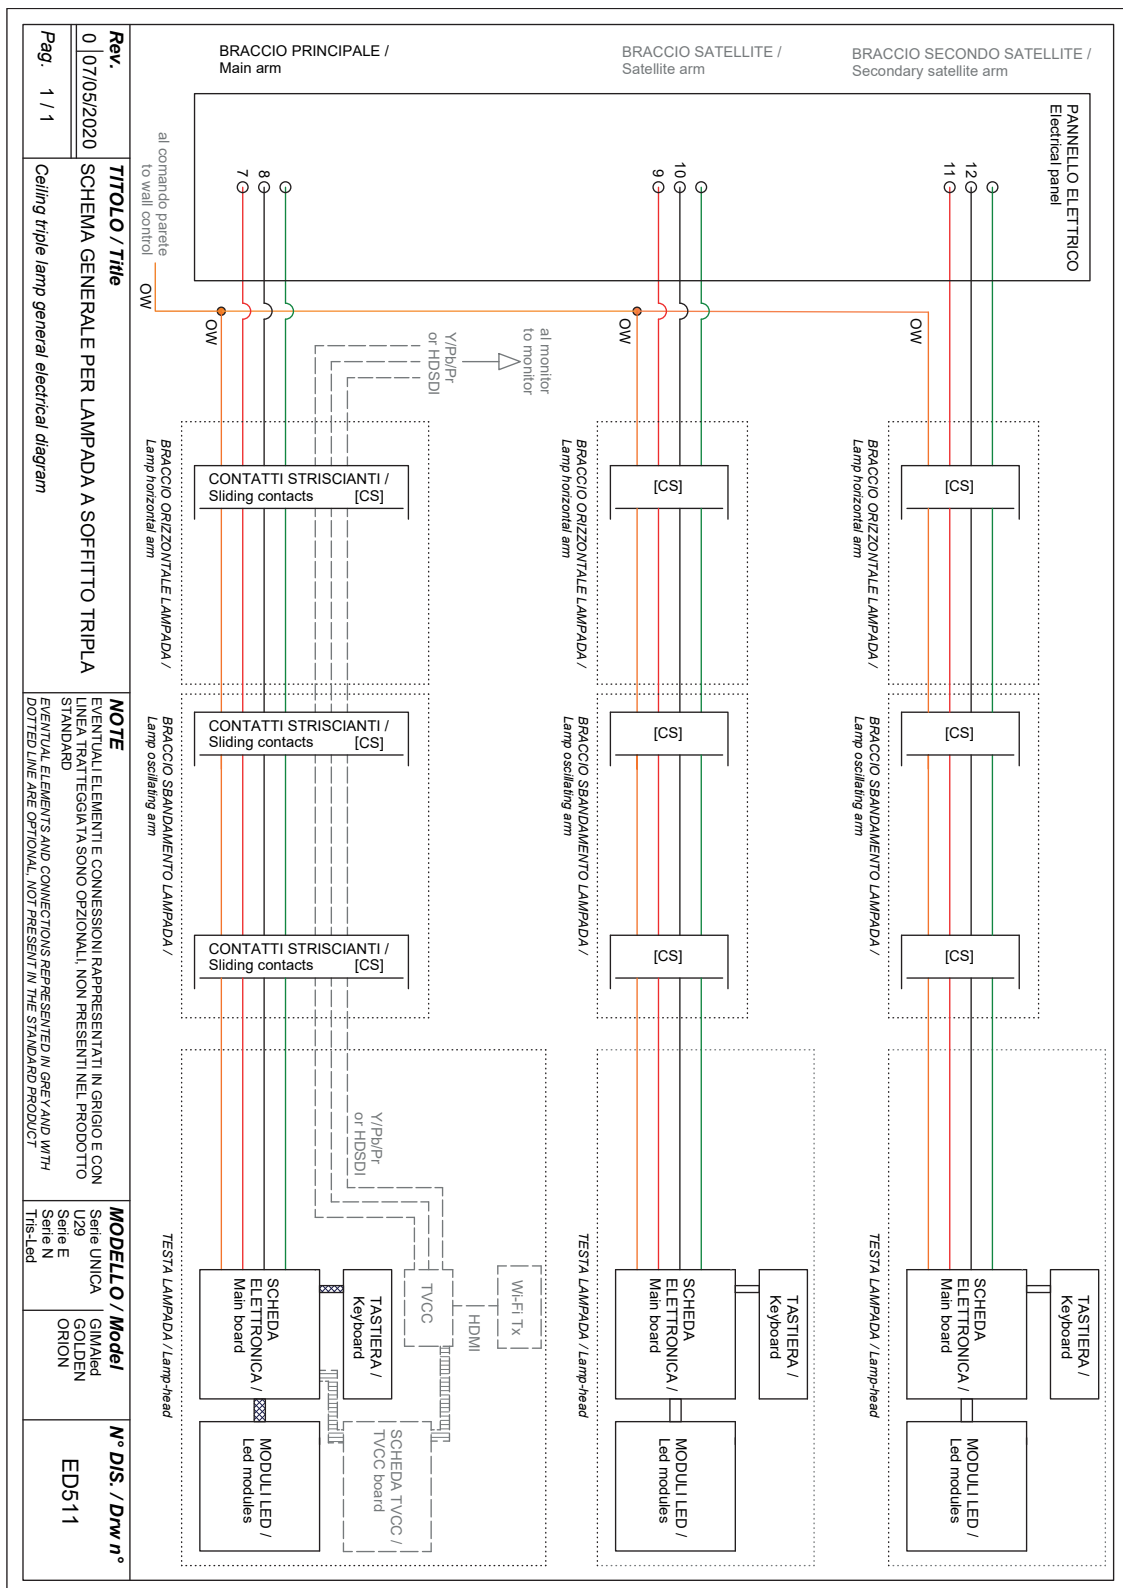 BRACCIO PRINCIPALE /
Main arm
BRACCIO SATELLITE /
Satellite arm
BRACCIO SECONDO SATELLITE /
Secondary satellite arm
PANNELLO ELETTRICO
Electrical panel
7
8
9
10
11
12
al comando parete
to wall control
OW
OW
OW
OW
Y/Pb/Pr
or HDSDI
al monitor
to monitor
BRACCIO ORIZZONTALE LAMPADA /
Lamp horizontal arm
CONTATTI STRISCIANTI /
Sliding contacts [CS]
BRACCIO ORIZZONTALE LAMPADA /
Lamp horizontal arm
[CS]
BRACCIO ORIZZONTALE LAMPADA /
Lamp horizontal arm
[CS]
BRACCIO SBANDAMENTO LAMPADA /
Lamp oscillating arm
CONTATTI STRISCIANTI /
Sliding contacts [CS]
CONTATTI STRISCIANTI /
Sliding contacts [CS]
BRACCIO SBANDAMENTO LAMPADA /
Lamp oscillating arm
[CS]
[CS]
BRACCIO SBANDAMENTO LAMPADA /
Lamp oscillating arm
[CS]
[CS]
Y/Pb/Pr
or HDSDI
TESTA LAMPADA / Lamp-head
SCHEDA
ELETTRONICA /
Main board
TASTIERA /
Keyboard
TVCC
HDMI
Wi-Fi Tx
MODULI LED /
Led modules
SCHEDA TVCC /
TVCC board
TESTA LAMPADA / Lamp-head
SCHEDA
ELETTRONICA /
Main board
TASTIERA /
Keyboard
MODULI LED /
Led modules
TESTA LAMPADA / Lamp-head
SCHEDA
ELETTRONICA /
Main board
TASTIERA /
Keyboard
MODULI LED /
Led modules
Rev.
0 07/05/2020
Pag. 1 / 1
TITOLO / Title
SCHEMA GENERALE PER LAMPADA A SOFFITTO TRIPLA
Ceiling triple lamp general electrical diagram
NOTE
EVENTUALI ELEMENTI E CONNESSIONI RAPPRESENTATI IN GRIGIO E CON
LINEA TRATTEGGIATA SONO OPZIONALI, NON PRESENTI NEL PRODOTTO
STANDARD
EVENTUAL ELEMENTS AND CONNECTIONS REPRESENTED IN GREY AND WITH
DOTTED LINE ARE OPTIONAL, NOT PRESENT IN THE STANDARD PRODUCT
MODELLO / Model
Serie UNICA
U29
Serie E
Serie N
Tris-Led
GIMAled
GOLDEN
ORION
N° DIS. / Drw n°
ED511